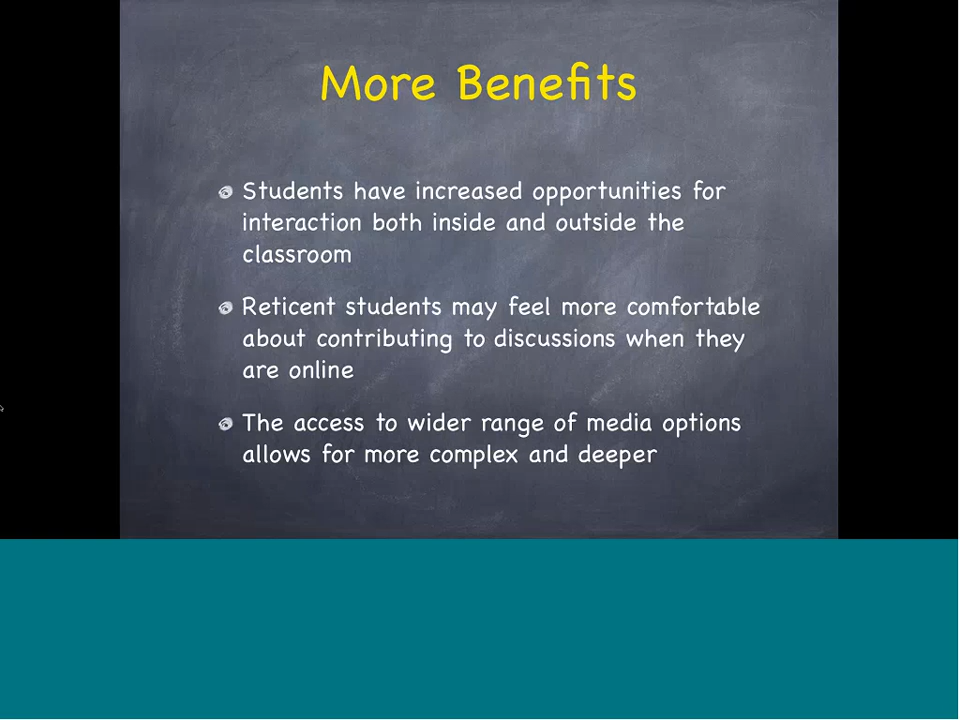 More Benefits
Students have increased opportunities for
interaction both inside and outside the
classroom
Reticent students may feel more comfortable
about contributing to discussions when they
are online
The access to wider range of media options
allows for more complex and deeper